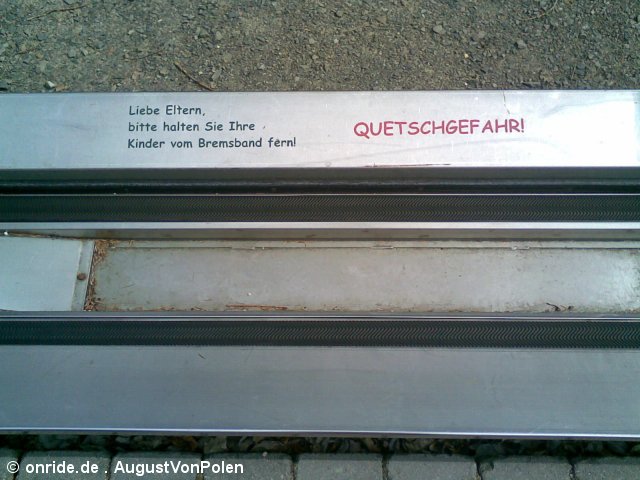 Liebe Eltern,
bitte halten Sie Ihre
Kinder vom Bremsband fern!
QUETSCHGEFAHR!
© onride.de . AugustVonPolen